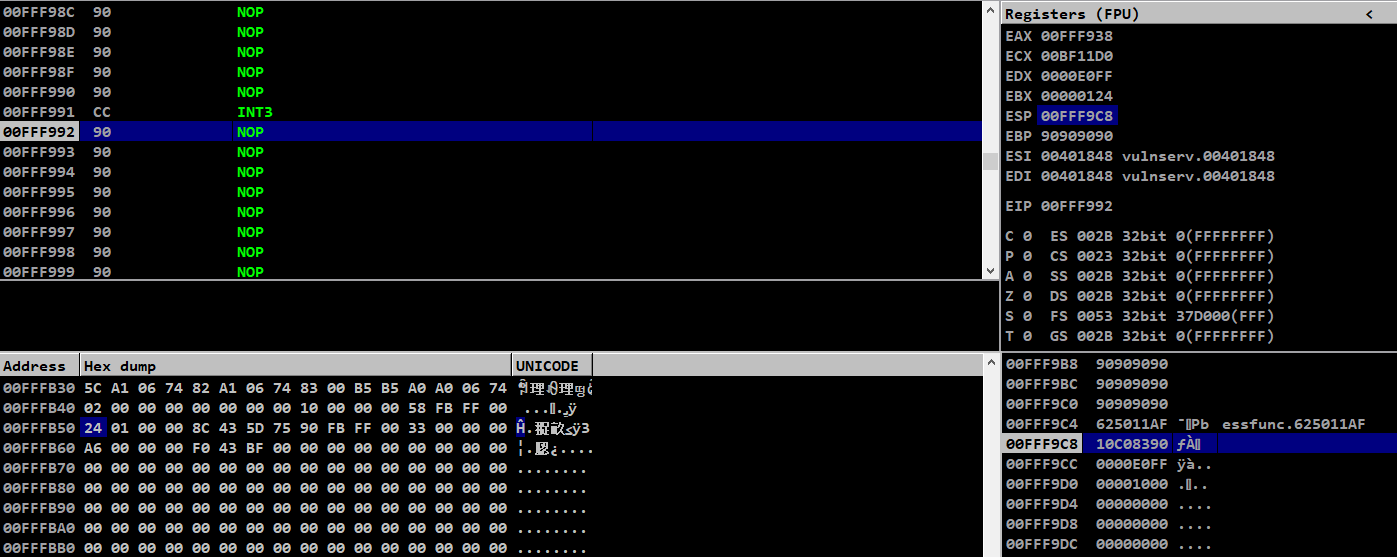 00FFF98C 90 NOP
00FFF98D 90 NOP
00FFF98E 90 NOP
00FFF98F 90 NOP
00FFF990 90 NOP
00FFF991 CC INT3
00FFF992 90 NOP
00FFF993 90 NOP
00FFF994 90 NOP
00FFF995 90 NOP
00FFF996 90 NOP
00FFF997 90 NOP
00FFF998 90 NOP
00FFF999 90 NOP
Registers (FPU) <
EAX 00FFF938
ECX 00BF11D0
EDX 0000E0FF
EBX 00000124
ESP 00FFF9C8
EBP 90909090
ESI 00401848 vulnserv.00401848
EDI 00401848 vulnserv.00401848
EIP 00FFF992
C 0 ES 002B 32bit 0(FFFFFFFF)
P 0 CS 0023 32bit 0(FFFFFFFF)
A 0 SS 002B 32bit 0(FFFFFFFF)
Z 0 DS 002B 32bit 0(FFFFFFFF)
S 0 FS 0053 32bit 37D000(FFF)
T 0 GS 002B 32bit 0(FFFFFFFF)
Address Hex dump UNICODE
00FFFB30 5C A1 06 74 82 A1 06 74 83 00 B5 B5 A0 A0 06 74
00FFFB40 02 00 00 00 00 00 00 00 10 00 00 00 58 FB FF 00
00FFFB50 24 01 00 00 8C 43 5D 75 90 FB FF 00 33 00 00 00
00FFFB60 A6 00 00 00 F0 43 BF 00 00 00 00 00 00 00 00 00
00FFFB70 00 00 00 00 00 00 00 00 00 00 00 00 00 00 00 00 ........
00FFFB80 00 00 00 00 00 00 00 00 00 00 00 00 00 00 00 00 ........
00FFFB90 00 00 00 00 00 00 00 00 00 00 00 00 00 00 00 00 ........
00FFFBA0 00 00 00 00 00 00 00 00 00 00 00 00 00 00 00 00 ........
00FFFBB0 00 00 00 00 00 00 00 00 00 00 00 00 00 00 00 00 ........
00FFF9B8 90909090
00FFF9BC 90909090
00FFF9C0 90909090
00FFF9C4 625011AF Pb essfunc.625011AF
00FFF9C8 10C08390 ƒÀ
00FFF9CC 0000E0FF ÿà..
00FFF9D0 00001000 ...
00FFF9D4 00000000 ....
00FFF9D8 00000000 ....
00FFF9DC 00000000 ....